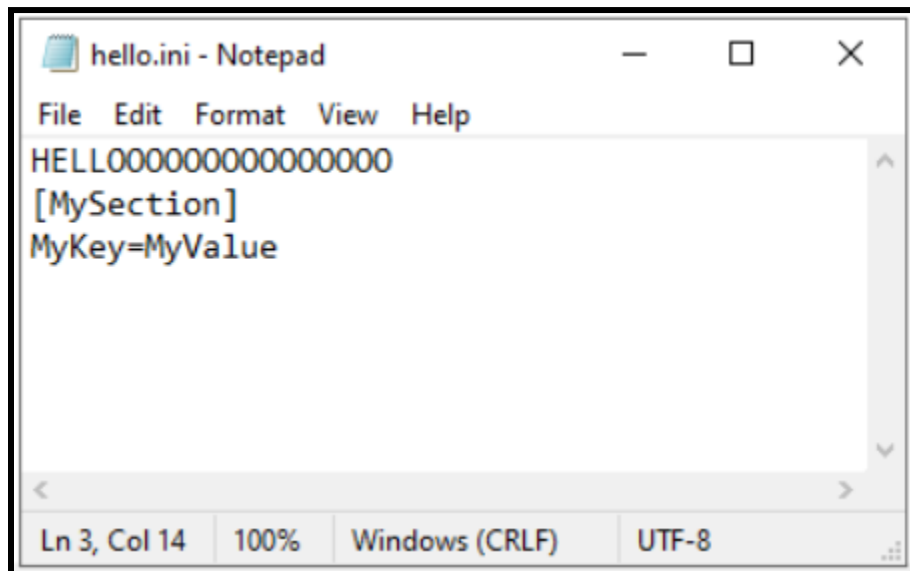 hello.ini - Notepad
File Edit Format View Help
HELLOOOOOOOOOOOOOOOO
[MySection]
MyKey=MyValue
Ln 3, Col 14 100% Windows (CRLF) UTF-8